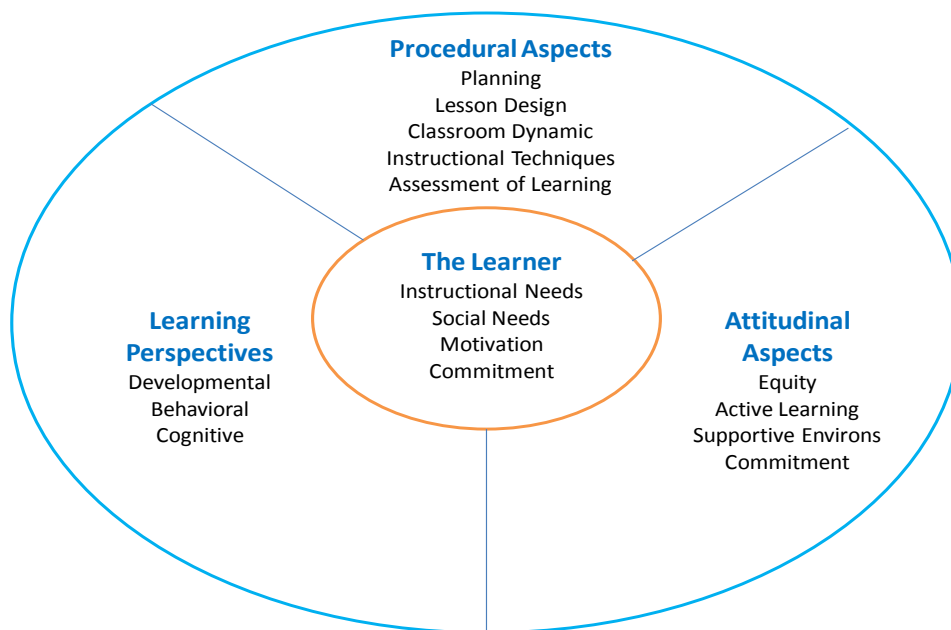 Procedural Aspects
Planning
Lesson Design
Classroom Dynamic
Instructional Techniques
Assessment of Learning
The Learner
Instructional Needs
Social Needs
Motivation
Commitment
Learning
Perspectives
Developmental
Behavioral
Cognitive
Attitudinal
Aspects
Equity
Active Learning
Supportive Environs
Commitment